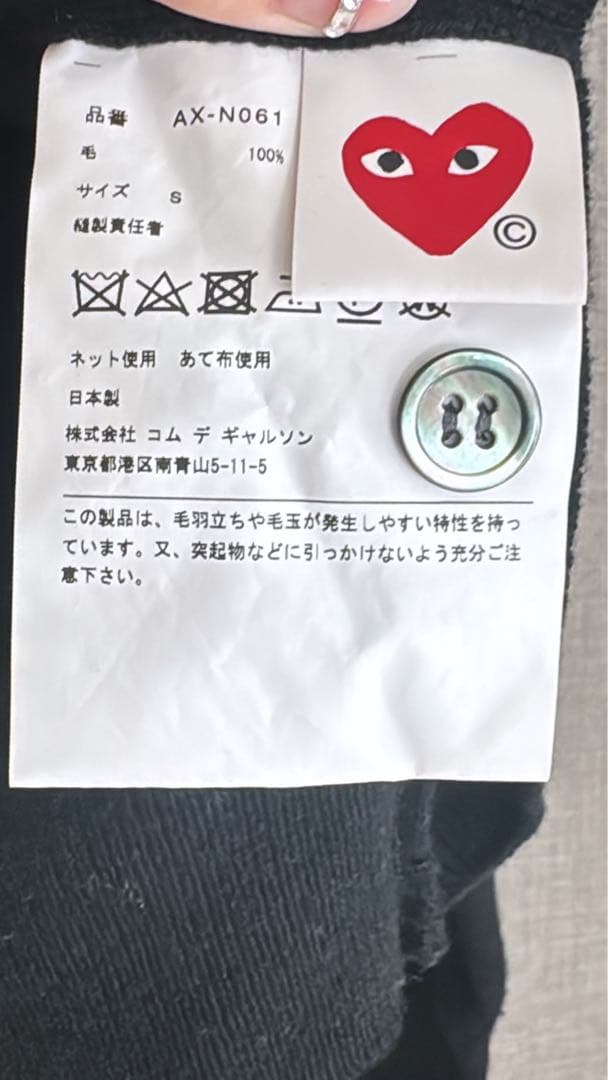 品番 AX-N061
毛 100%
サイズ S
縫製責任者
©
ネット使用 あて布使用
日本製
株式会社 コム デ ギャルソン
東京都港区南青山5-11-5
この製品は、毛羽立ちや毛玉が発生しやすい特性を持っ
ています。又、突起物などに引っかけないよう充分ご注
意下さい。